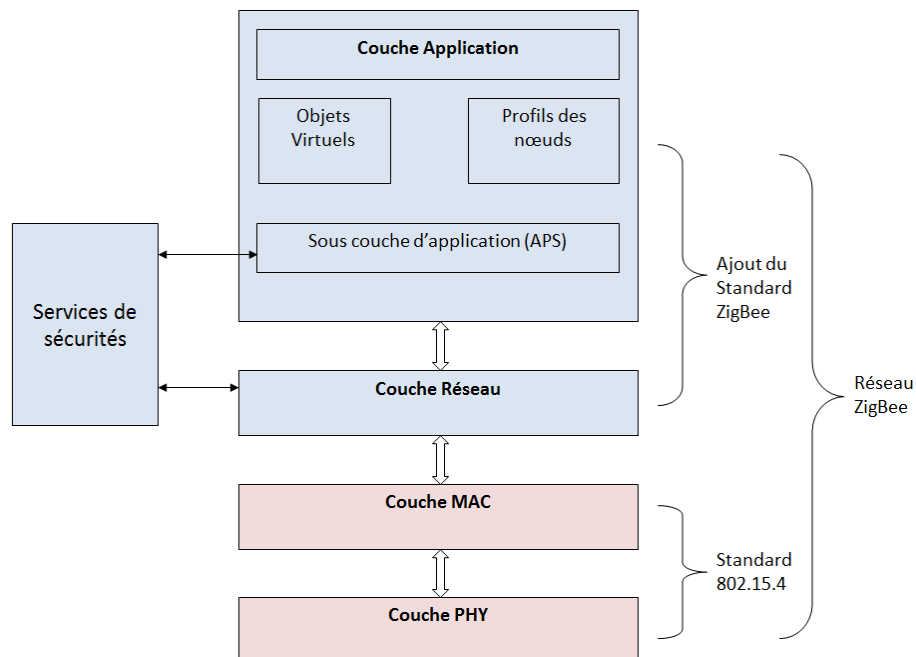 Couche Application
Objets
Virtuels
Profils des
nœuds
Sous couche d'application (APS)
Services de
sécurités
Ajout du
Standard
ZigBee
Couche Réseau
Réseau
ZigBee
Couche MAC
Standard
802.15.4
Couche PHY